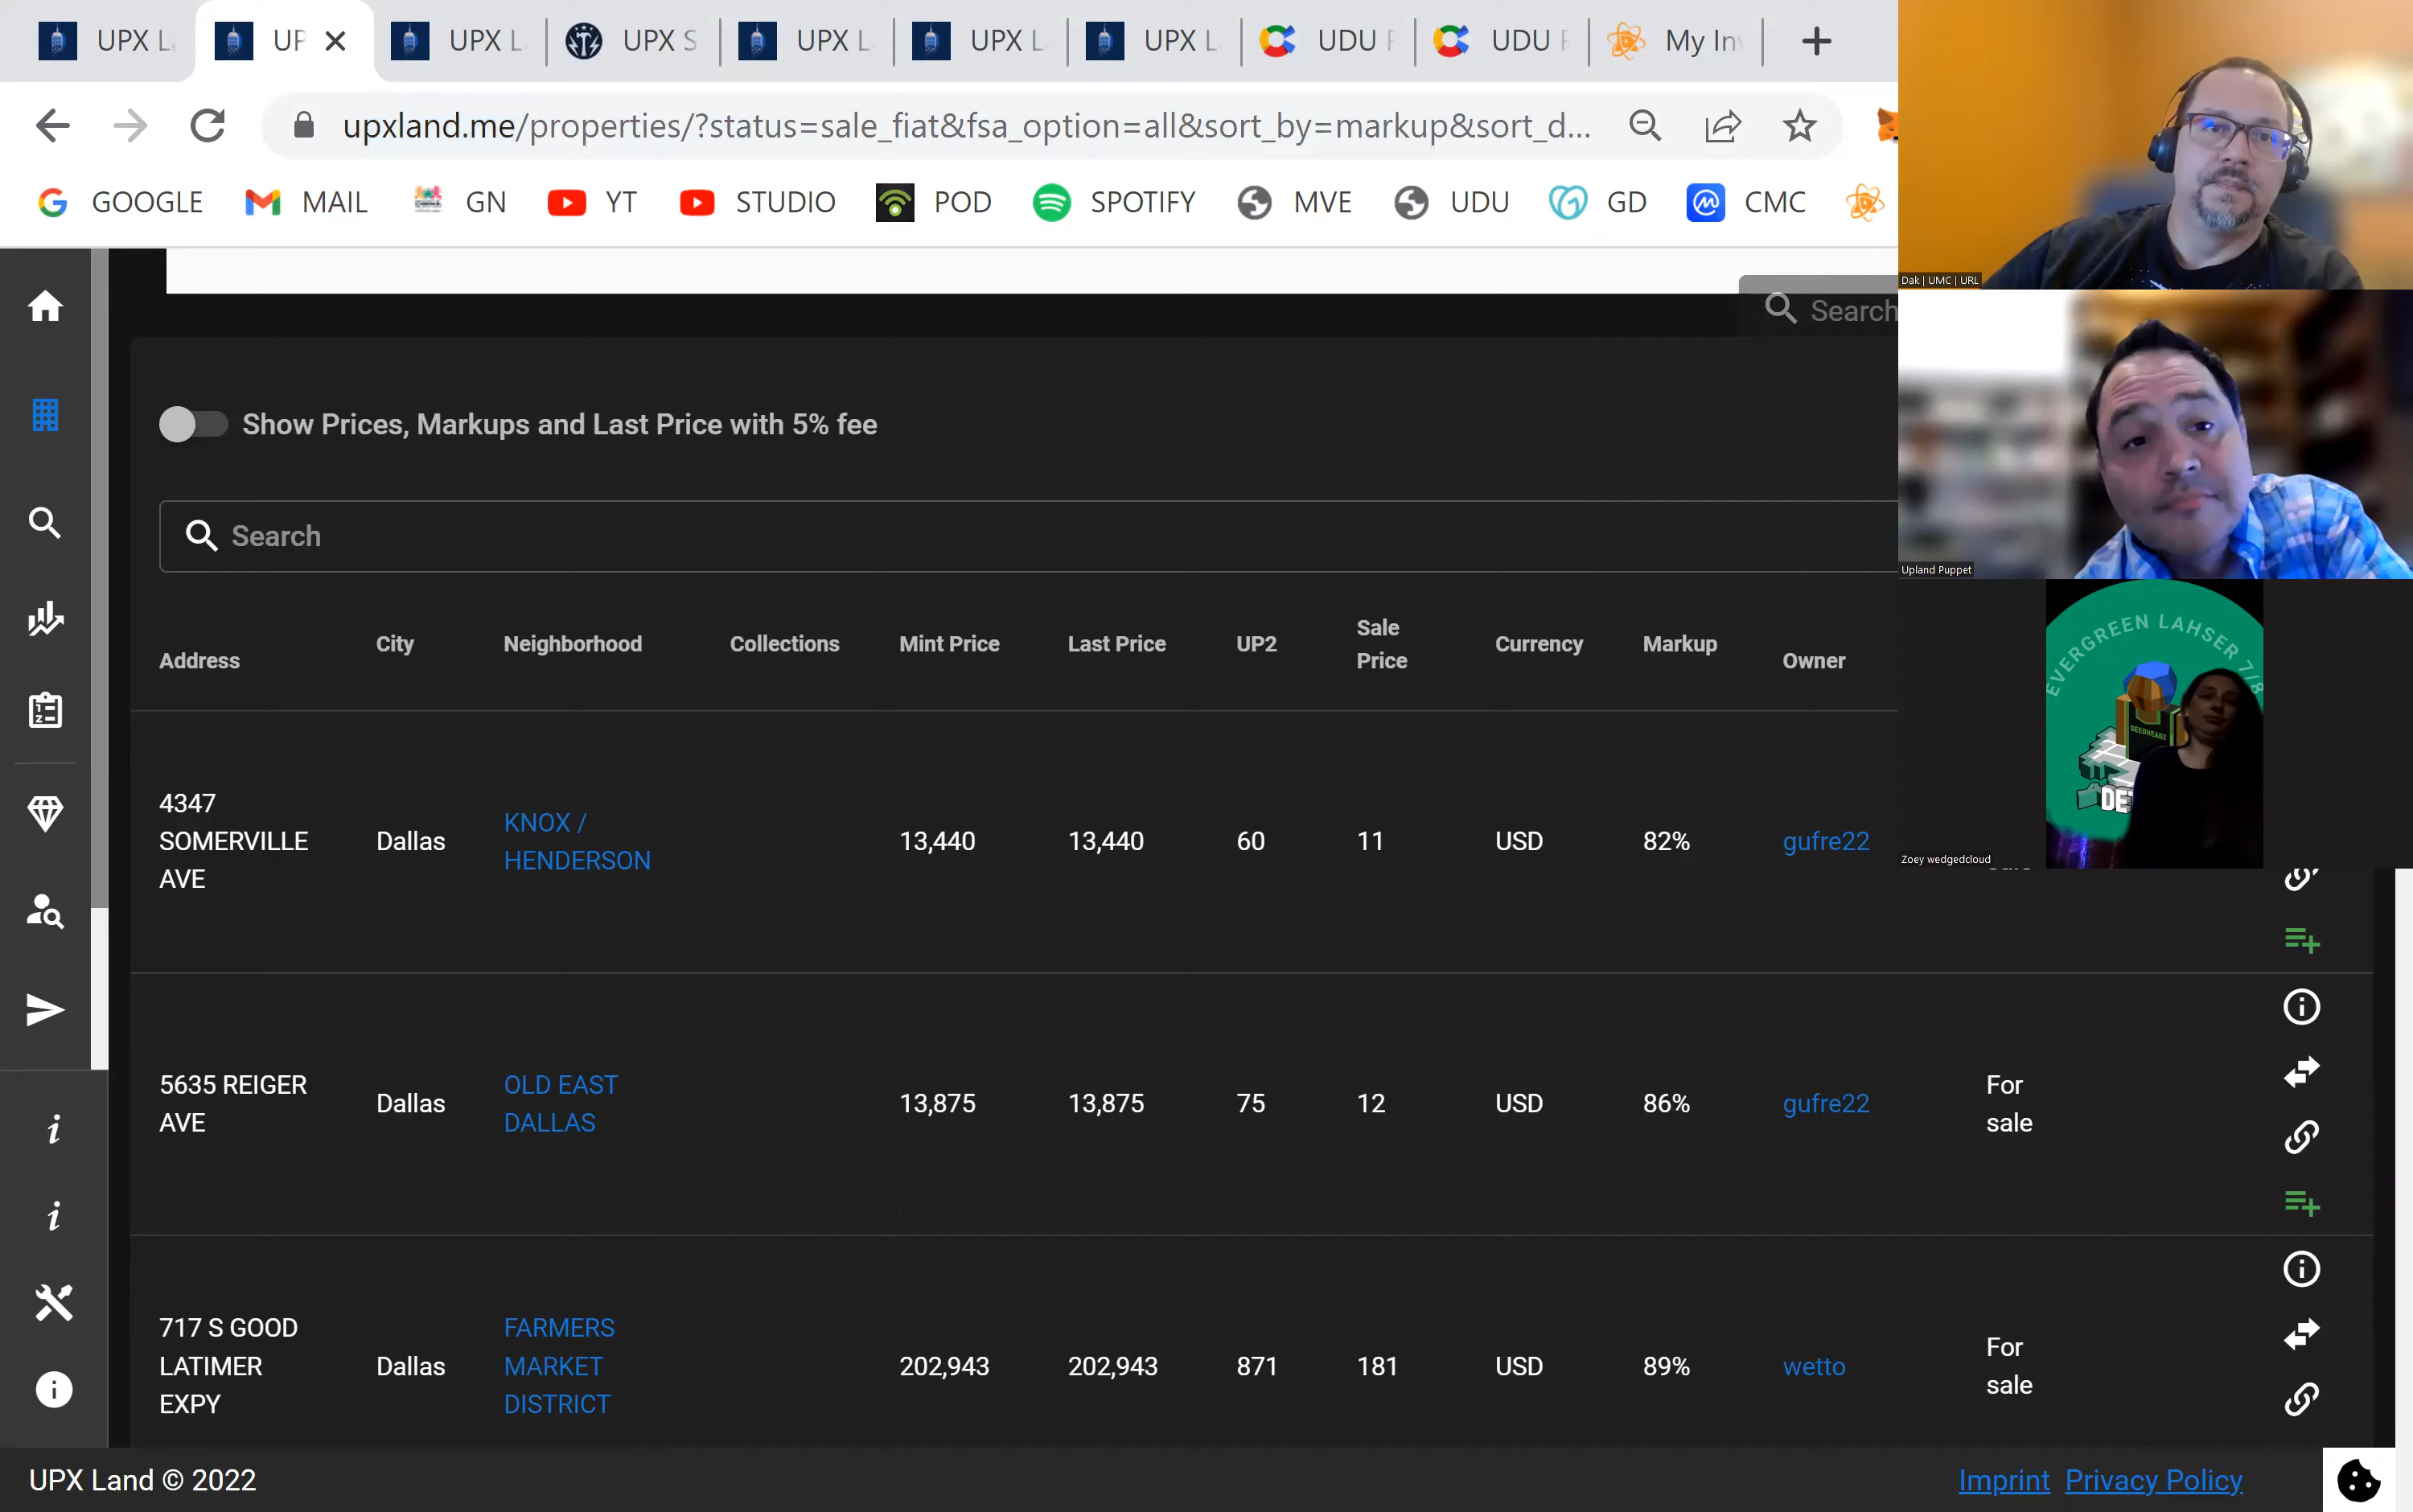 UPX L
UP
UPX L
UPX S
UPX L
UPX L
UPX L
UDU
UDU
My In
upxland.me/properties/?status=sale_fiat&fsa_option=all&sort_by=markup&sort_d...
GOOGLE MAIL GN YT STUDIO POD SPOTIFY MVE UDU GD CMC
Search
Show Prices, Markups and Last Price with 5% fee
Search
Address City Neighborhood Collections Mint Price Last Price UP2 Sale Price Currency Markup Owner
4347
SOMERVILLE
AVE
Dallas
KNOX /
HENDERSON
13,440 13,440 60 11 USD 82% gufre22
5635 REIGER
AVE
Dallas
OLD EAST
DALLAS
13,875 13,875 75 12 USD 86% gufre22
For
sale
717 S GOOD
LATIMER
EXPY
Dallas
FARMERS
MARKET
DISTRICT
202,943 202,943 871 181 USD 89% wetto
For
sale
UPX Land © 2022
Imprint Privacy Policy
Dak | UMC | URL
Upland Puppet
EVERGREEN LAHSER 7/8
SEEDHEADZ
DE
Zoey wedgedcloud